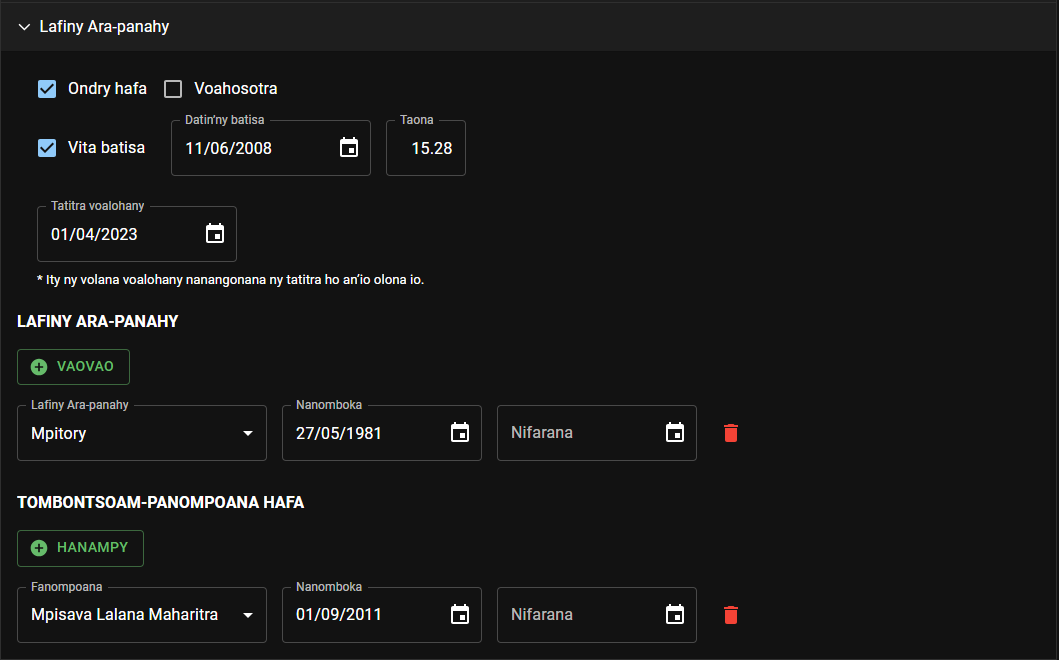 Lafiny Ara-panahy
Ondry hafa Voahosotra
Vita batisa
Datin'ny batisa
11/06/2008
Taona
15.28
Tatitra voalohany
01/04/2023
* Ity ny volana voalohany nanangonana ny tatitra ho an'io olona io.
LAFINY ARA-PANAHY
VAOVAO
Lafiny Ara-panahy
Mpitory
Nanomboka
27/05/1981
Nifarana
TOMBONTSOAM-PANOMPOANA HAFA
HANAMPY
Fanompoana
Mpisava Lalana Maharitra
Nanomboka
01/09/2011
Nifarana